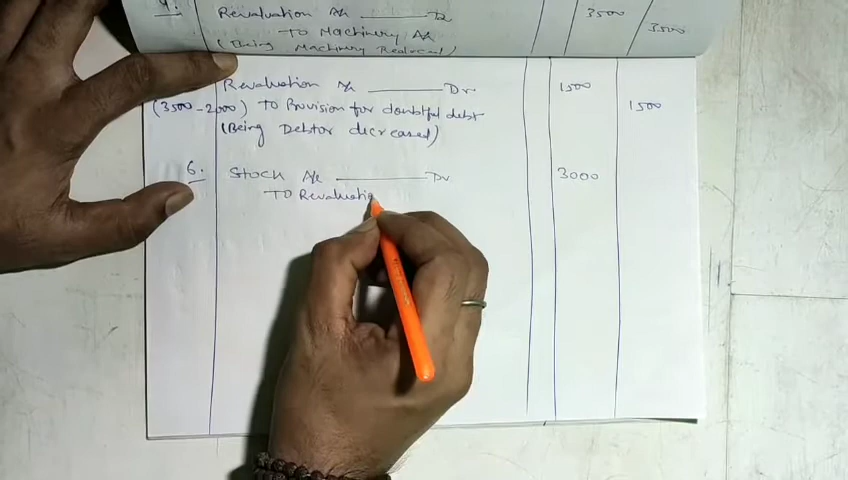 4. Revaluation A/c ———— Dr 3500
To Machinery A/c 3500
(Being Machinery Reduced)
Revaluation A/c ———— Dr. 1500
(3500-2000) To Provision for doubtful debt 1500
(Being Debtor decreased)
6. Stock A/c ———— Dr 3000
To Revaluatio